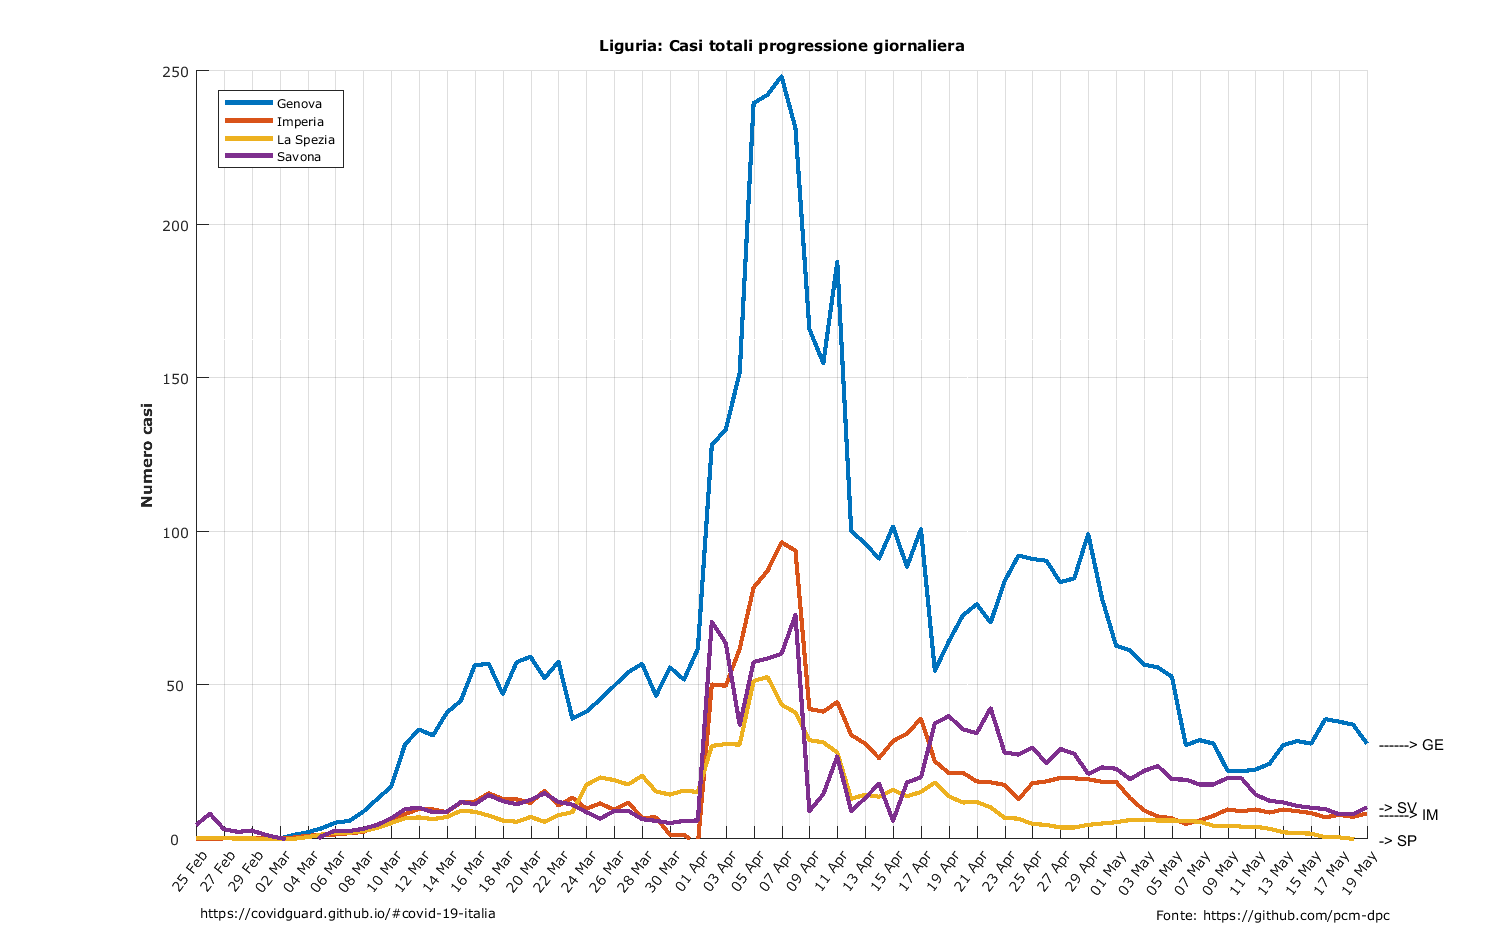 Liguria: Casi totali progressione giornaliera
250
200
150
100
50
0
Numero casi
Genova
Imperia
La Spezia
Savona
------> GE
-> SV
------> IM
-> SP
25 Feb
27 Feb
29 Feb
02 Mar
04 Mar
06 Mar
08 Mar
10 Mar
12 Mar
14 Mar
16 Mar
18 Mar
20 Mar
22 Mar
24 Mar
26 Mar
28 Mar
30 Mar
01 Apr
03 Apr
05 Apr
07 Apr
09 Apr
11 Apr
13 Apr
15 Apr
17 Apr
19 Apr
21 Apr
23 Apr
25 Apr
27 Apr
29 Apr
01 May
03 May
05 May
07 May
09 May
11 May
13 May
15 May
17 May
19 May
https://covidguard.github.io/#covid-19-italia
Fonte: https://github.com/pcm-dpc